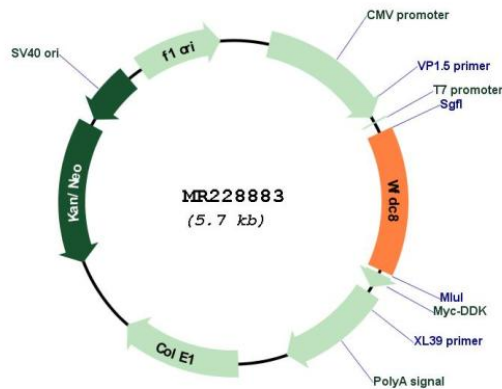 CMV promoter
SV40 ori
f1 ori
VP1.5 primer
T7 promoter
SgfI
Kan/Neo
MR228883
(5.7 kb)
Wfdc8
MluI
Myc-DDK
XL39 primer
Col E1
PolyA signal